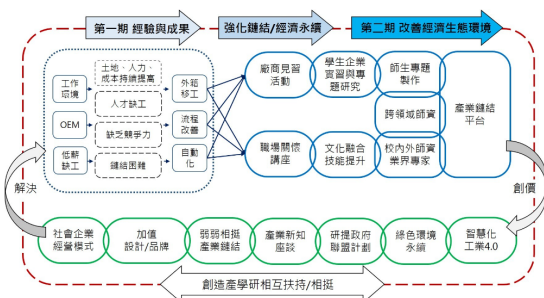 第一期 經驗與成果
強化鏈結/經濟永續
第二期 改善經濟生態環境
工作
環境
OEM
低薪
缺工
土地、人力、
成本持續提高
人才缺工
缺乏競爭力
鏈結困難
外籍
移工
流程
改善
自動
化
廠商見習
活動
學生企業
實習與專
題研究
師生專題
製作
跨領域師資
產業鏈結
平台
職場關懷
講座
文化融合
技能提升
校內外師資
業界專家
解決
創價
社會企業
經營模式
加值
設計/品牌
弱弱相挺
產業鏈結
產業新知
座談
研提政府
聯盟計劃
綠色環境
永續
智慧化
工業4.0
創造產學研相互扶持/相挺